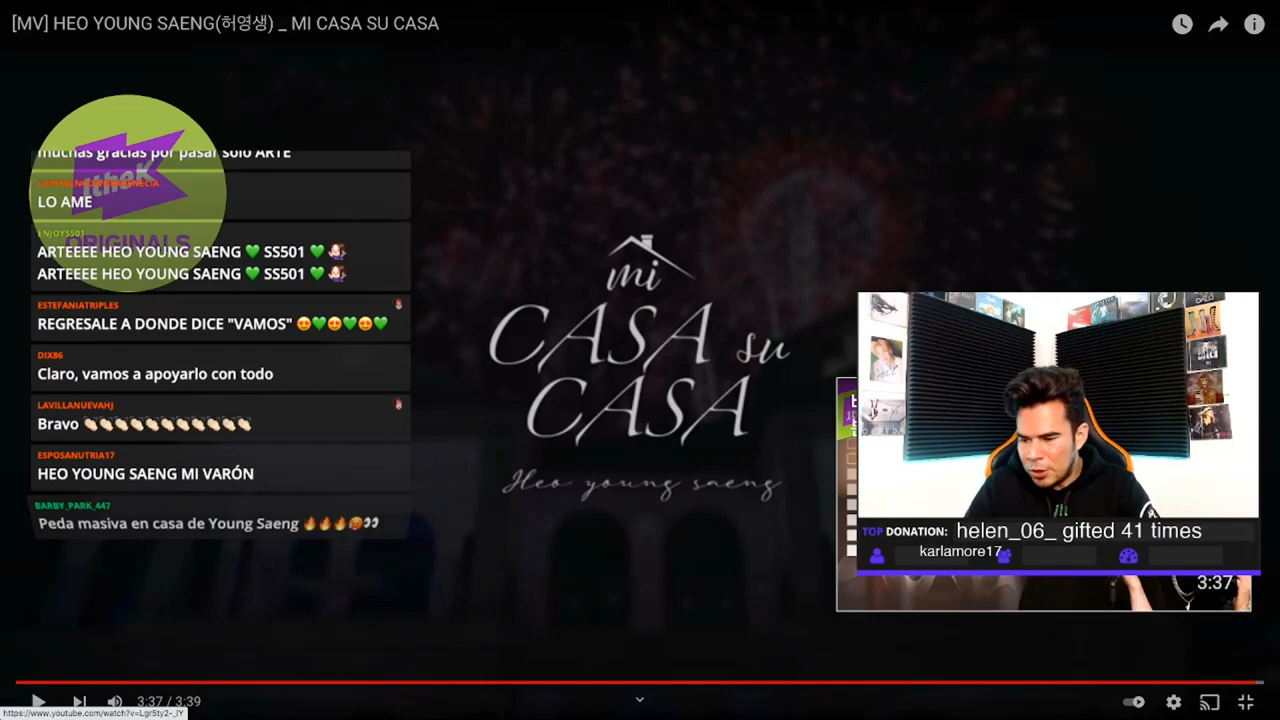 [MV] HEO YOUNG SAENG(허영생) _ MI CASA SU CASA
ItheK
ORIGINALS
muchas gracias por pasar solo ARTE
LO AME
ENJOYS501
ARTEEEE HEO YOUNG SAENG 💚 SS501 💚
ARTEEEE HEO YOUNG SAENG 💚 SS501 💚
ESTEFANIATRIPLES
REGRESALE A DONDE DICE "VAMOS" 😍💚😍💚😍💚
DIX86
Claro, vamos a apoyarlo con todo
LAVILLANUEVAHJ
Bravo 👏🏻👏🏻👏🏻👏🏻👏🏻👏🏻👏🏻👏🏻👏🏻👏🏻👏🏻
ESPOSANUTRIA17
HEO YOUNG SAENG MI VARÓN
BARBY_PARK_447
Peda masiva en casa de Young Saeng 🔥🔥🔥🥵👀
mi
CASA su
CASA
Heo young saeng
TOP DONATION: helen_06_ gifted 41 times
karlamore17
3:37
3:37 / 3:39